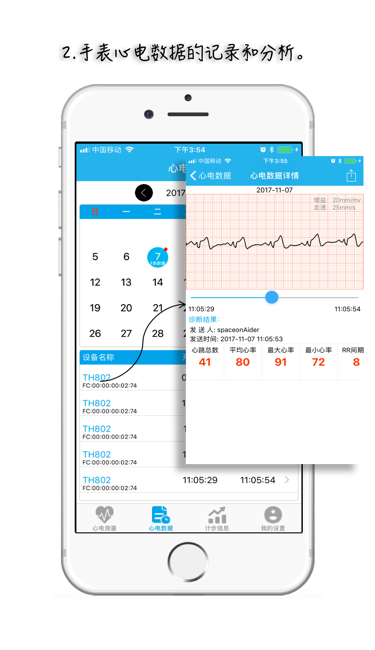 2.手表心电数据的记录和分析。
中国移动 下午3:54
2017
日 一 二
5 6 7
12 13 14
19 20 21
26 27 28
设备名称
TH802
FC:00:00:00:02:74
TH802
FC:00:00:00:02:74
TH802
FC:00:00:00:02:74
TH802
FC:00:00:00:02:74
TH802
FC:00:00:00:02:74
11:05:29 11:05:54
心电测量 心电数据 计步信息 我的设置
中国移动 下午3:55
心电数据 心电数据详情
2017-11-07
增益: 20mm/mv
走速: 25mm/s
11:05:29 11:05:54
诊断结果:
发 送 人: spaceonAider
发送时间: 2017-11-07 11:05:53
心跳总数 平均心率 最大心率 最小心率 RR间期
41 80 91 72 8